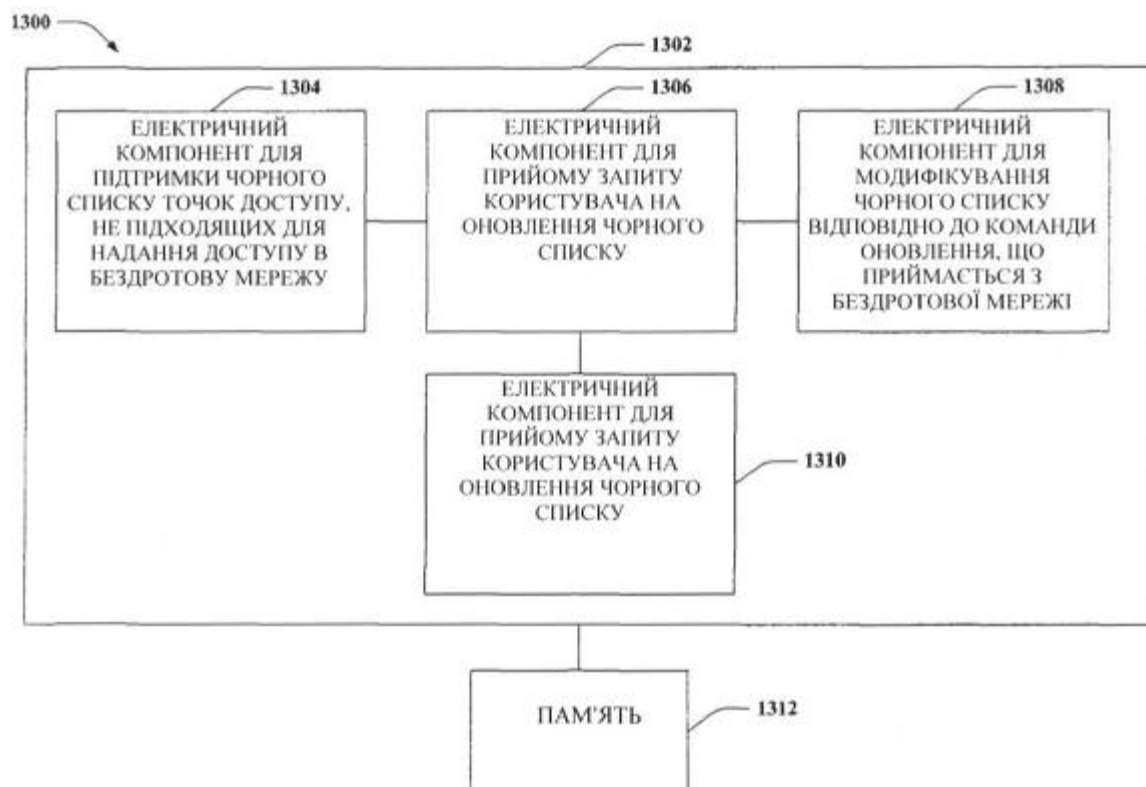 1300
1302
1304
1306
1308
ЕЛЕКТРИЧНИЙ
КОМПОНЕНТ ДЛЯ
ПІДТРИМКИ ЧОРНОГО
СПИСКУ ТОЧОК ДОСТУПУ,
НЕ ПІДХОДЯЩИХ ДЛЯ
НАДАННЯ ДОСТУПУ В
БЕЗДРОТОВУ МЕРЕЖУ
ЕЛЕКТРИЧНИЙ
КОМПОНЕНТ ДЛЯ
ПРИЙОМУ ЗАПИТУ
КОРИСТУВАЧА НА
ОНОВЛЕННЯ ЧОРНОГО
СПИСКУ
ЕЛЕКТРИЧНИЙ
КОМПОНЕНТ ДЛЯ
МОДИФІКУВАННЯ
ЧОРНОГО СПИСКУ
ВІДПОВІДНО ДО КОМАНДИ
ОНОВЛЕННЯ, ЩО
ПРИЙМАЄТЬСЯ З
БЕЗДРОТОВОЇ МЕРЕЖІ
ЕЛЕКТРИЧНИЙ
КОМПОНЕНТ ДЛЯ
ПРИЙОМУ ЗАПИТУ
КОРИСТУВАЧА НА
ОНОВЛЕННЯ ЧОРНОГО
СПИСКУ
1310
ПАМ'ЯТЬ
1312